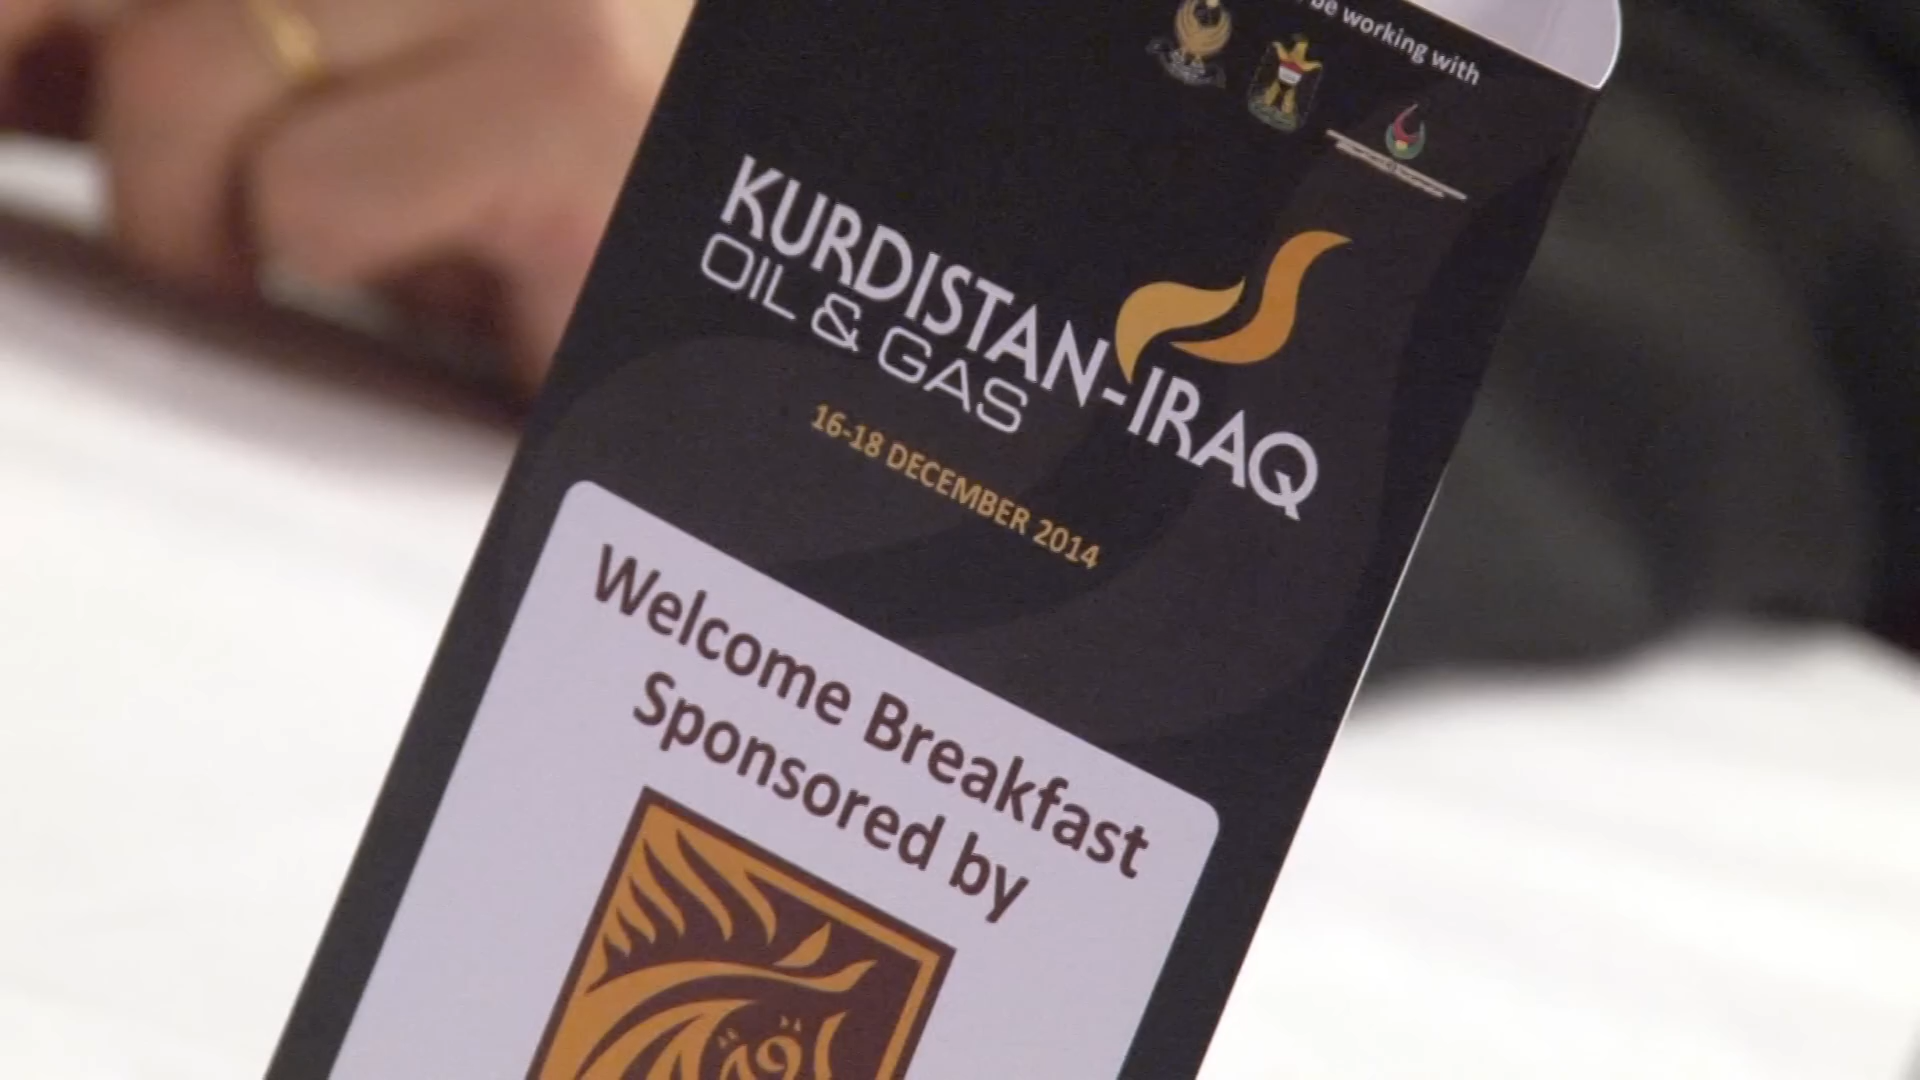 be working with
KURDISTAN-IRAQ
OIL & GAS
16-18 DECEMBER 2014
Welcome Breakfast
Sponsored by